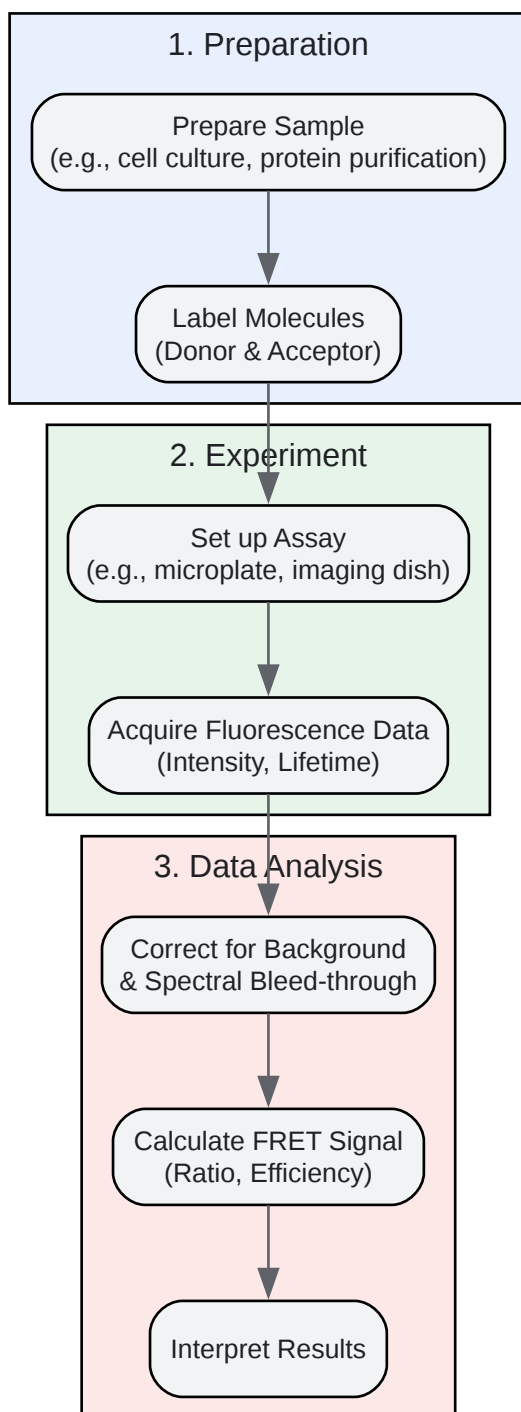 1. Preparation
Prepare Sample
(e.g., cell culture, protein purification)
Label Molecules
(Donor & Acceptor)
2. Experiment
Set up Assay
(e.g., microplate, imaging dish)
Acquire Fluorescence Data
(Intensity, Lifetime)
3. Data Analysis
Correct for Background
& Spectral Bleed-through
Calculate FRET Signal
(Ratio, Efficiency)
Interpret Results